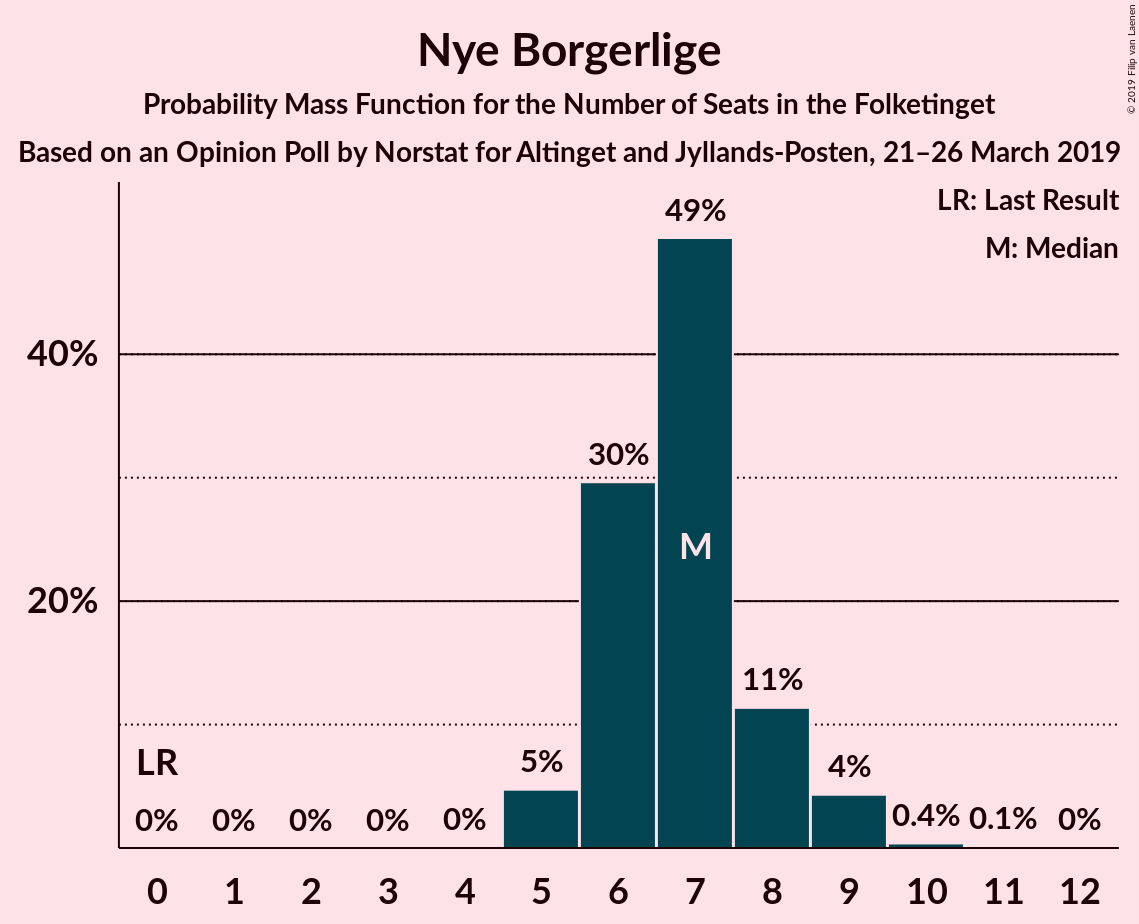 Nye Borgerlige
Probability Mass Function for the Number of Seats in the Folketinget
Based on an Opinion Poll by Norstat for Altinget and Jyllands-Posten, 21–26 March 2019
© 2019 Filip van Laenen
LR: Last Result
M: Median
49%
40%
30%
M
20%
11%
LR
5%
4%
0% 0% 0% 0% 0% 0.4% 0.1% 0%
0 1 2 3 4 5 6 7 8 9 10 11 12